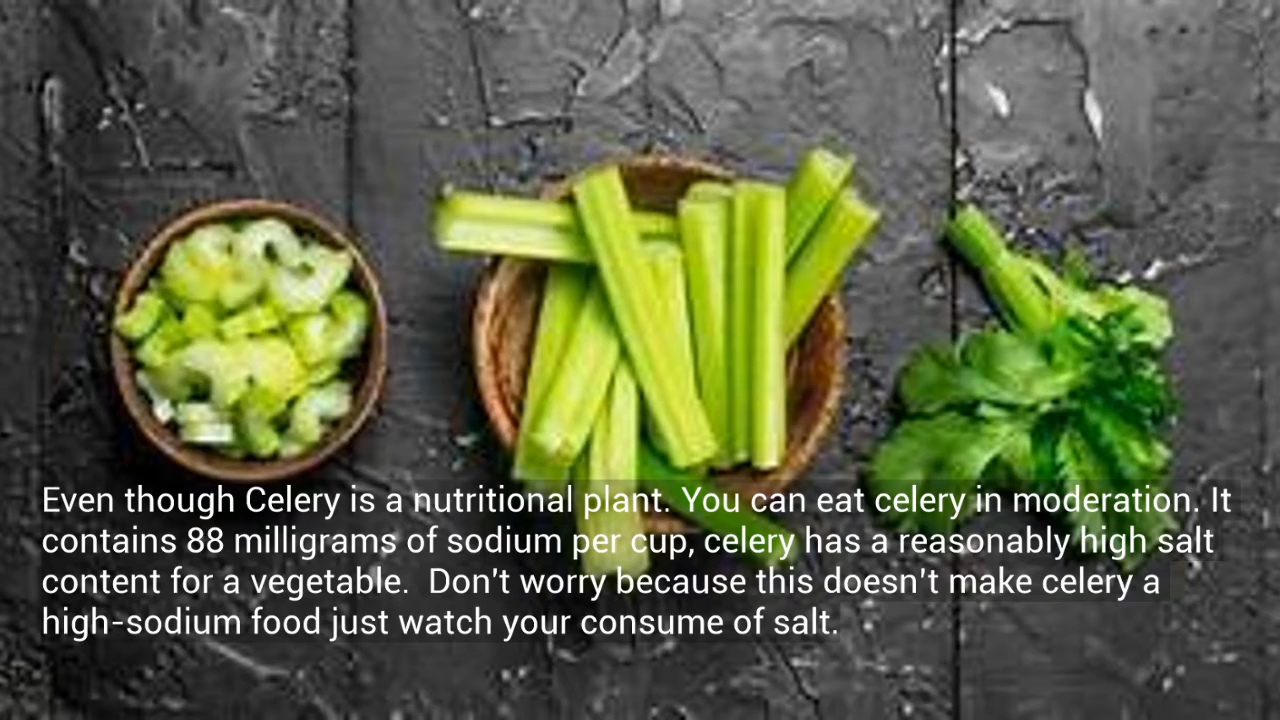 Even though Celery is a nutritional plant. You can eat celery in moderation. It
contains 88 milligrams of sodium per cup, celery has a reasonably high salt
content for a vegetable.  Don't worry because this doesn't make celery a
high-sodium food just watch your consume of salt.